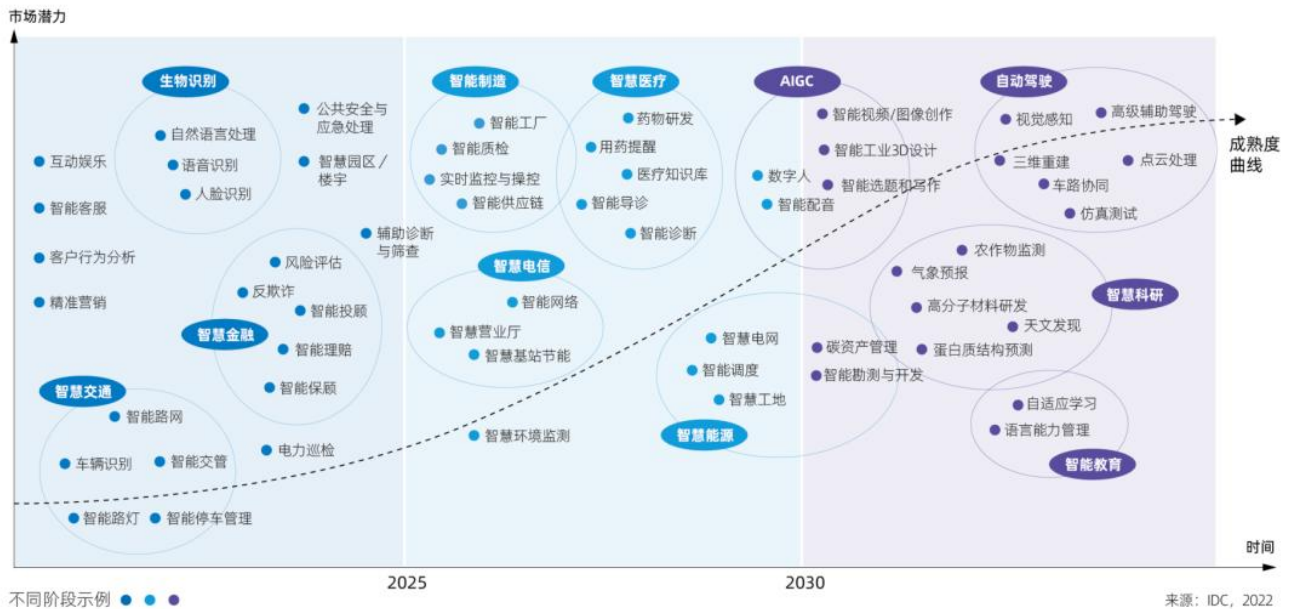 市场潜力
生物识别
自然语言处理
语音识别
人脸识别
公共安全与
应急处理
智慧园区/
楼宇
互动娱乐
智能客服
客户行为分析
精准营销
辅助诊断
与筛查
风险评估
反欺诈
智能投顾
智慧金融
智能理赔
智能保顾
智慧交通
智能路网
车辆识别
智能交管
电力巡检
智能路灯
智能停车管理
智能制造
智能工厂
智能质检
实时监控与操控
智能供应链
智慧医疗
药物研发
用药提醒
医疗知识库
智能导诊
智能诊断
智慧电信
智能网络
智慧营业厅
智慧基站节能
智慧环境监测
智慧电网
智能调度
智慧工地
智慧能源
AIGC
智能视频/图像创作
智能工业3D设计
数字人
智能选题和写作
智能配音
碳资产管理
智能勘测与开发
自动驾驶
视觉感知
高级辅助驾驶
三维重建
点云处理
车路协同
仿真测试
成熟度
曲线
农作物监测
气象预报
智慧科研
高分子材料研发
天文发现
蛋白质结构预测
自适应学习
语言能力管理
智能教育
时间
2025
2030
不同阶段示例
来源：IDC，2022